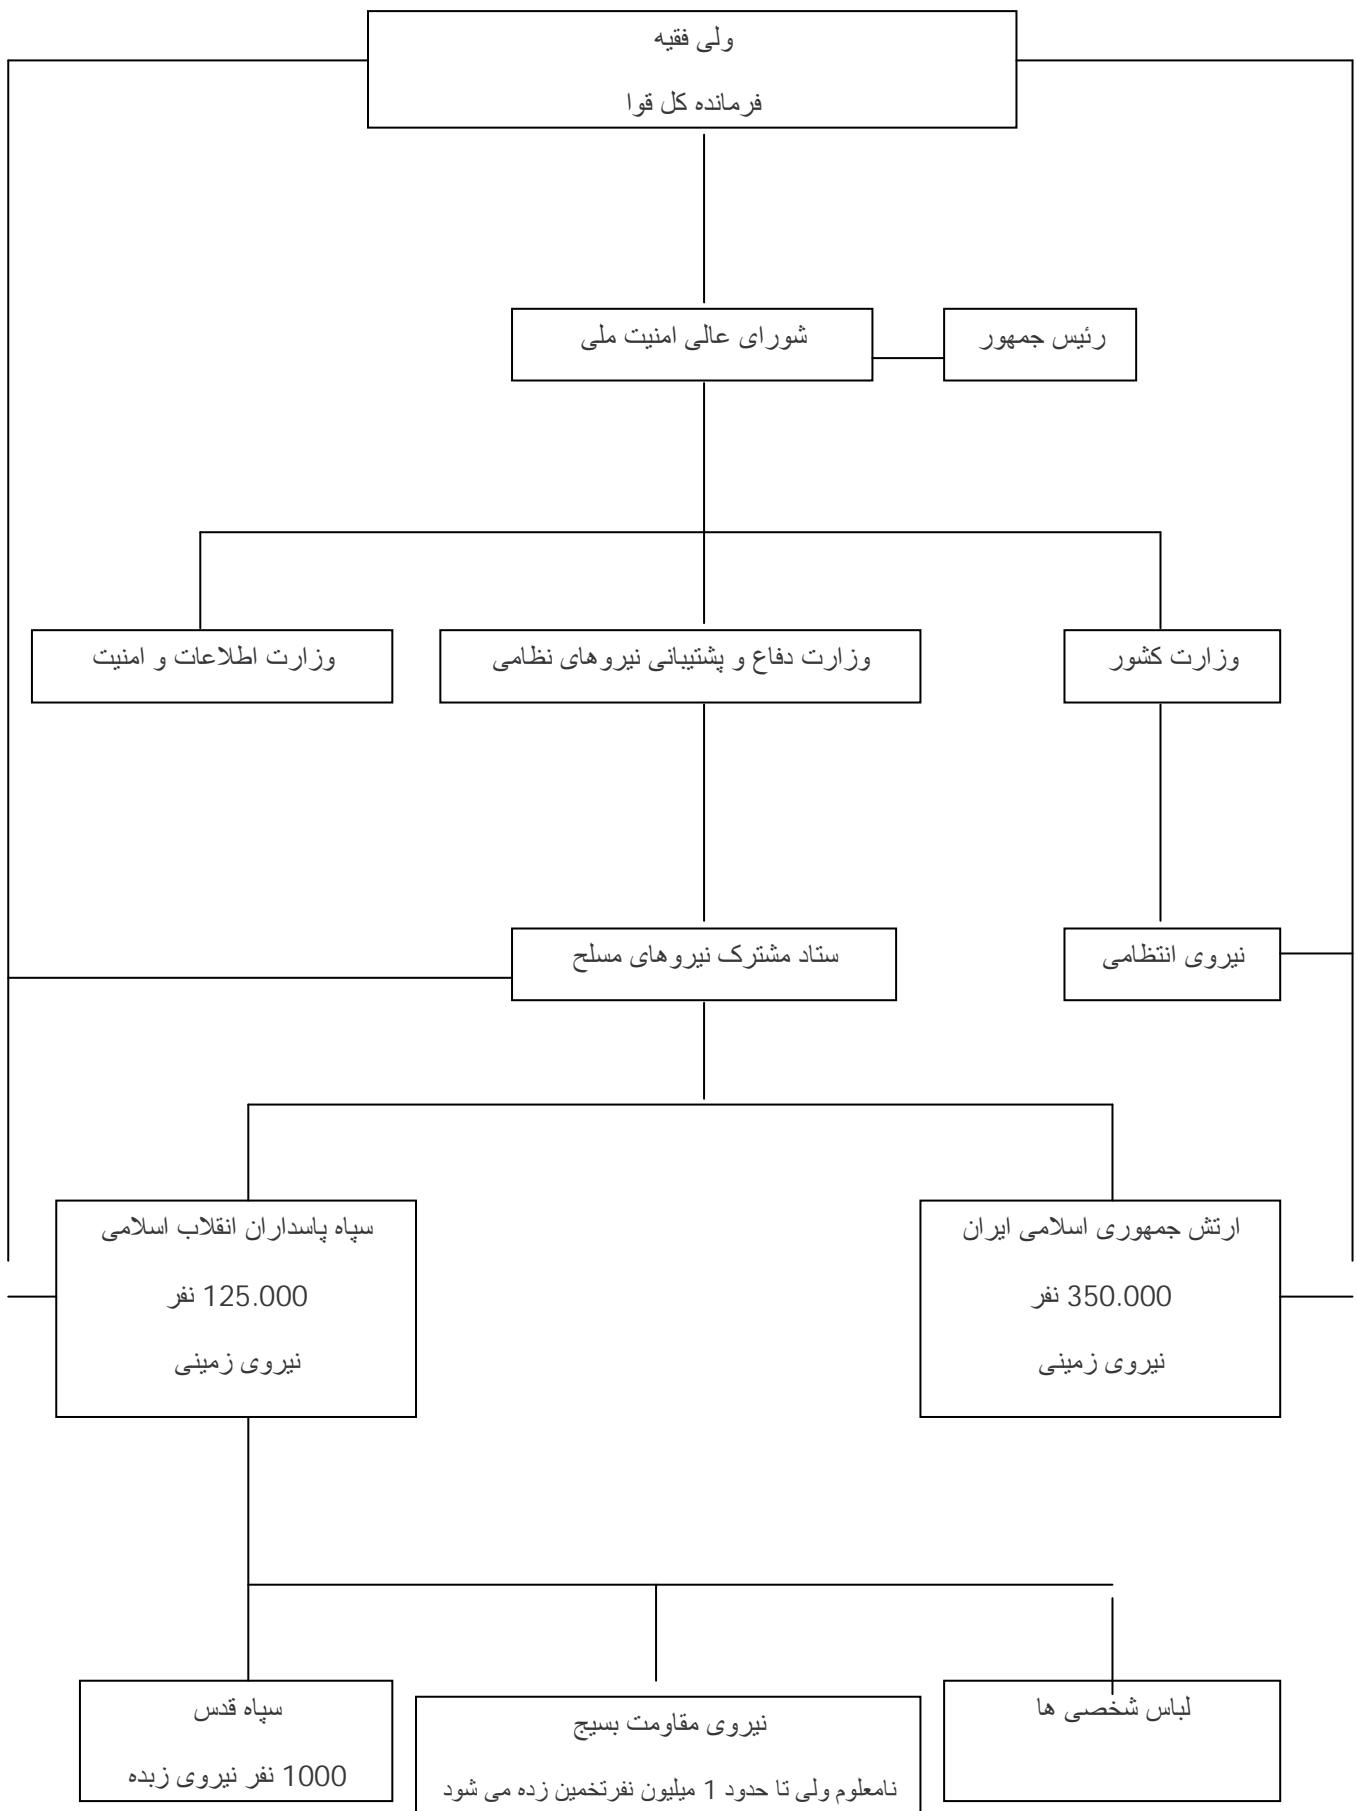 ولی فقیه
فرمانده کل قوا
شورای عالی امنیت ملی
رئیس جمهور
وزارت کشور
وزارت دفاع و پشتیبانی نیروهای نظامی
وزارت اطلاعات و امنیت
نیروی انتظامی
ستاد مشترک نیروهای مسلح
ارتش جمهوری اسلامی ایران
350.000 نفر
نیروی زمینی
سپاه پاسداران انقلاب اسلامی
125.000 نفر
نیروی زمینی
لباس شخصی ها
نیروی مقاومت بسیج
نامعلوم ولی تا حدود 1 میلیون نفرتخمین زده می شود
سپاه قدس
1000 نفر نیروی زبده